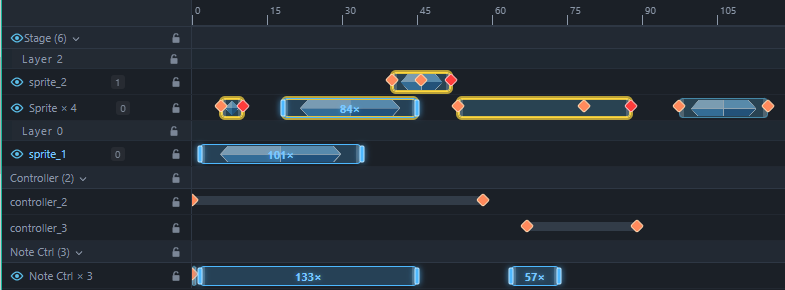 0 15 30 45 60 75 90 105
Stage (6)
Layer 2
sprite_2 1
Sprite × 4 0 84×
Layer 0
sprite_1 0 101×
Controller (2)
controller_2
controller_3
Note Ctrl (3)
Note Ctrl × 3 133× 57×